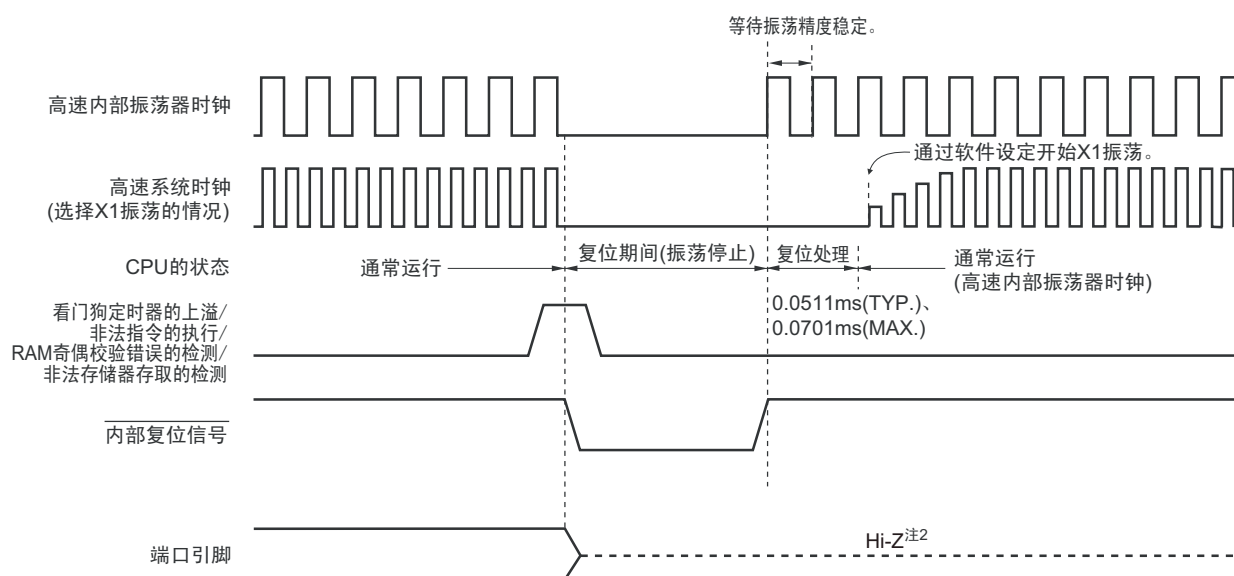 等待振荡精度稳定。
高速内部振荡器时钟
通过软件设定开始X1振荡。
高速系统时钟
(选择X1振荡的情况)
CPU的状态
通常运行
复位期间(振荡停止)
复位处理
通常运行
(高速内部振荡器时钟)
0.0511ms(TYP.)、
0.0701ms(MAX.)
看门狗定时器的上溢/
非法指令的执行/
RAM奇偶校验错误的检测/
非法存储器存取的检测
内部复位信号
端口引脚
Hi-Z注2